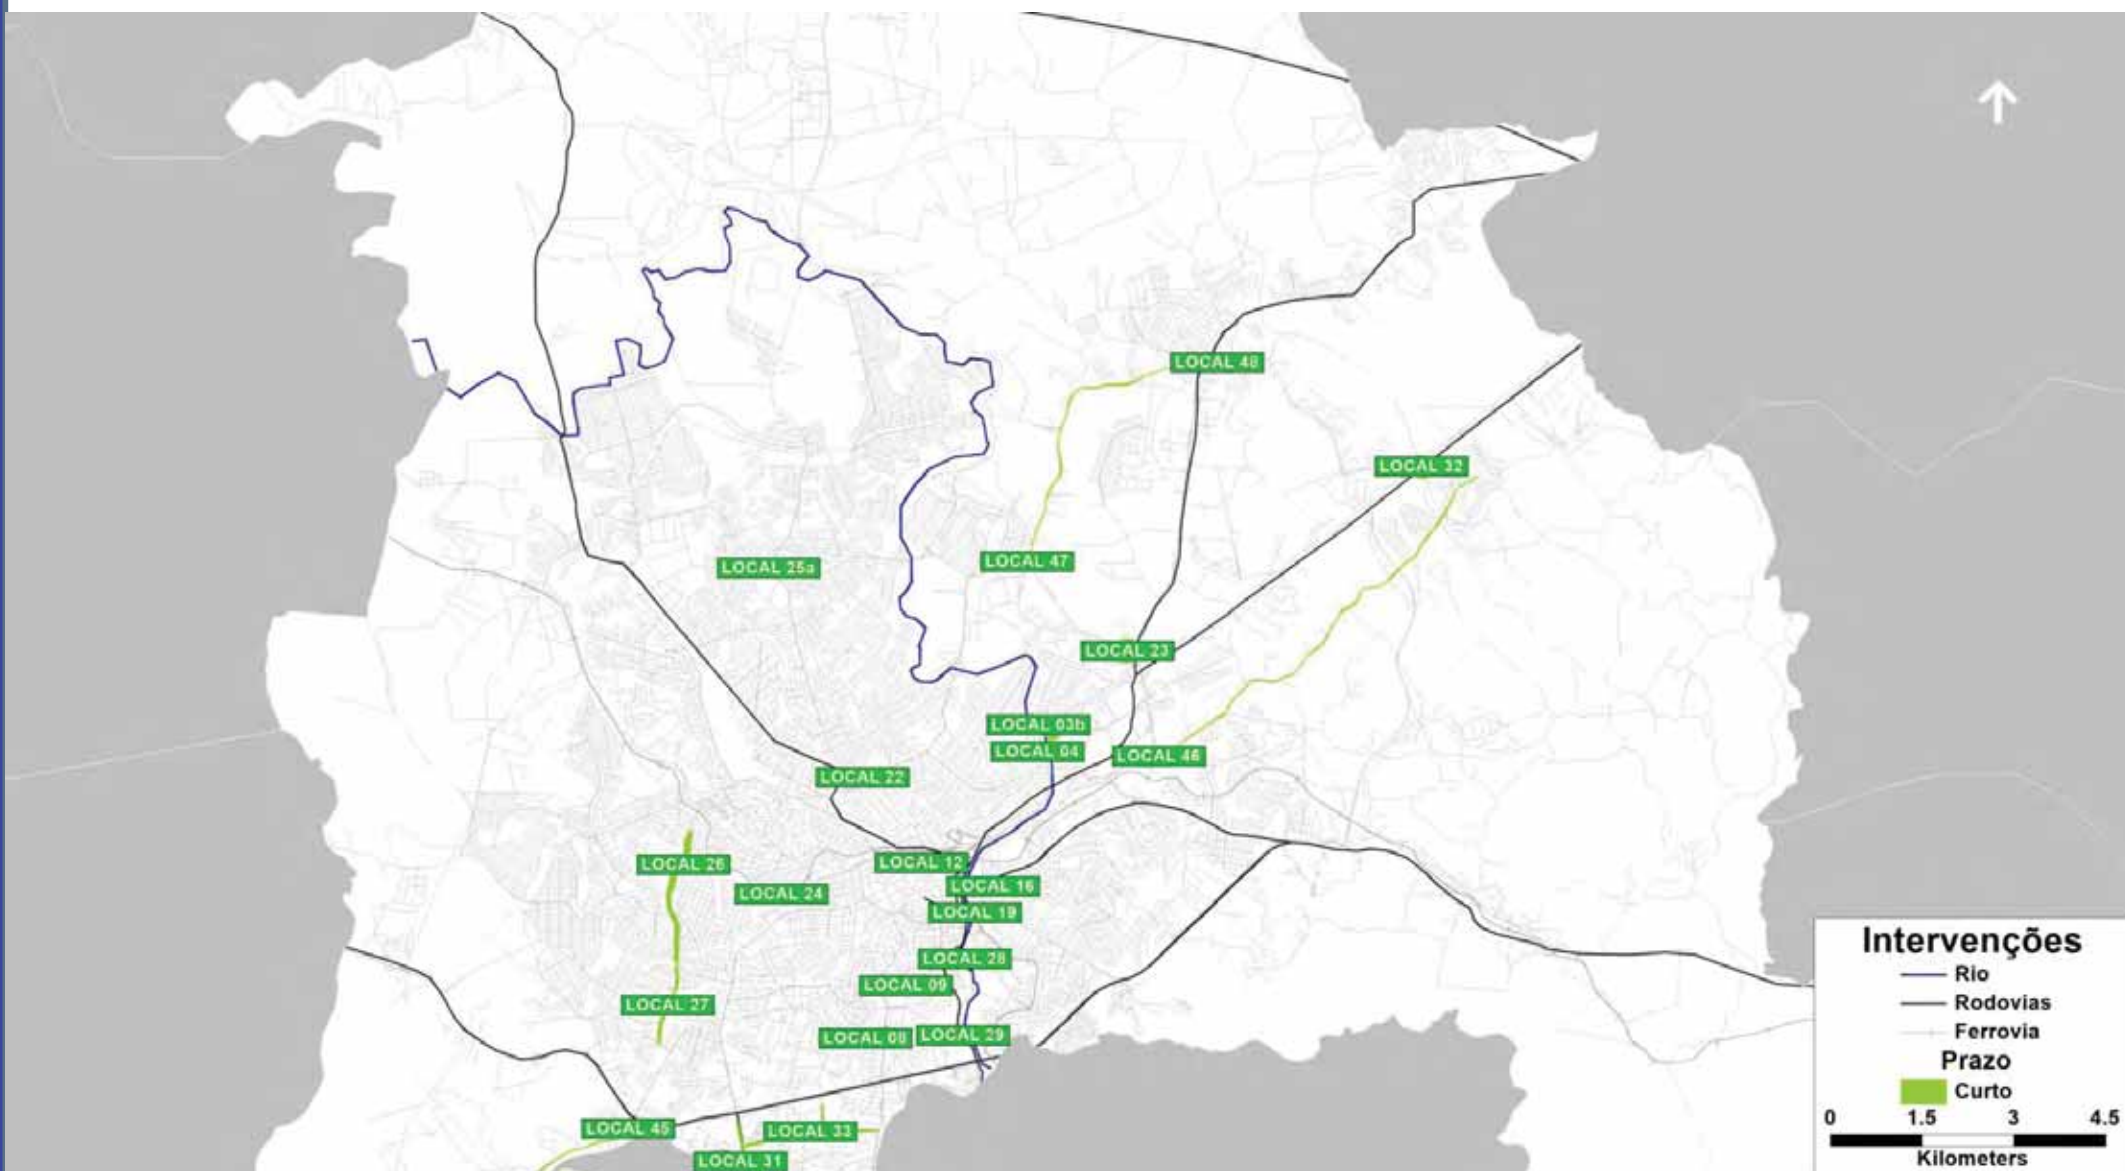 LOCAL 48
LOCAL 32
LOCAL 47
LOCAL 25a
LOCAL 23
LOCAL 03b
LOCAL 04
LOCAL 46
LOCAL 22
LOCAL 12
LOCAL 26
LOCAL 16
LOCAL 24
LOCAL 19
LOCAL 28
LOCAL 09
LOCAL 27
LOCAL 08
LOCAL 29
LOCAL 45
LOCAL 33
LOCAL 31
Intervenções
Rio
Rodovias
Ferrovia
Prazo
Curto
0 1.5 3 4.5
Kilometers